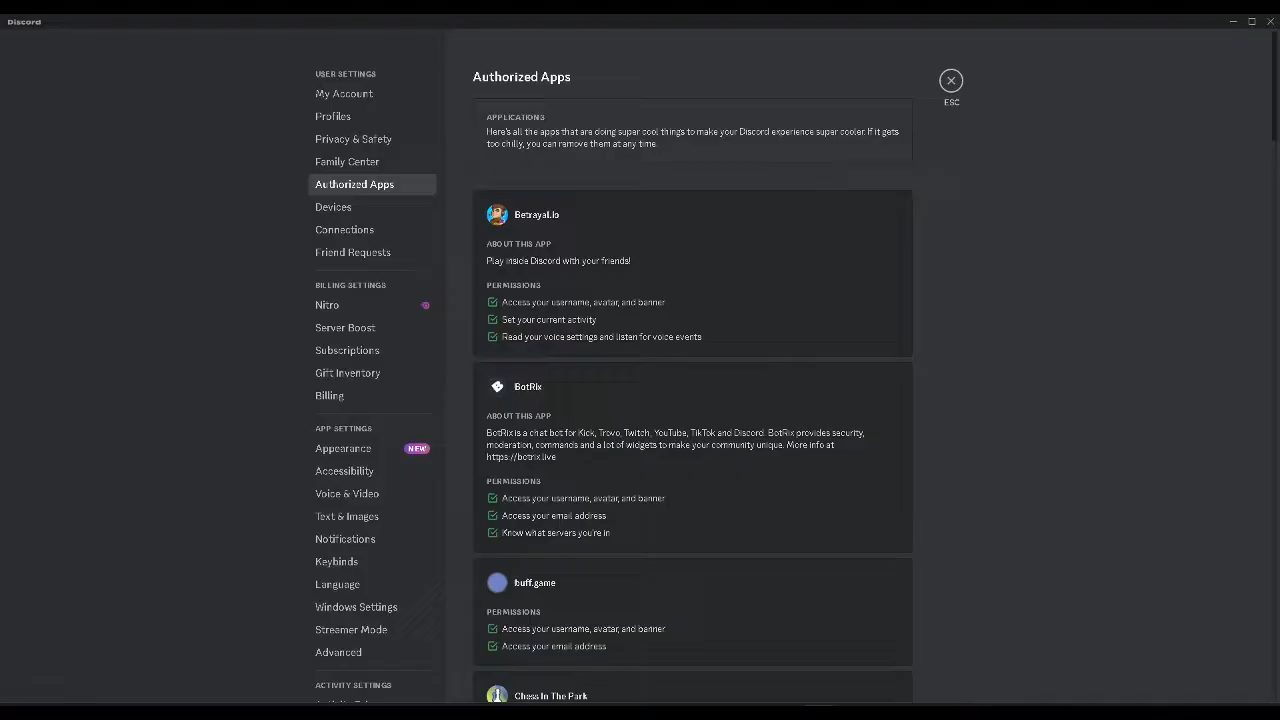 Discord
USER SETTINGS
My Account
Profiles
Privacy & Safety
Family Center
Authorized Apps
Devices
Connections
Friend Requests
BILLING SETTINGS
Nitro
Server Boost
Subscriptions
Gift Inventory
Billing
APP SETTINGS
Appearance NEW
Accessibility
Voice & Video
Text & Images
Notifications
Keybinds
Language
Windows Settings
Streamer Mode
Advanced
ACTIVITY SETTINGS
Authorized Apps
ESC
APPLICATIONS
Here's all the apps that are doing super cool things to make your Discord experience super cooler. If it gets
too chilly, you can remove them at any time.
Betrayal.io
ABOUT THIS APP
Play inside Discord with your friends!
PERMISSIONS
Access your username, avatar, and banner
Set your current activity
Read your voice settings and listen for voice events
BotRix
ABOUT THIS APP
BotRix is a chat bot for Kick, Trovo, Twitch, YouTube, TikTok and Discord. BotRix provides security,
moderation, commands and a lot of widgets to make your community unique. More info at
https://botrix.live
PERMISSIONS
Access your username, avatar, and banner
Access your email address
Know what servers you're in
buff.game
PERMISSIONS
Access your username, avatar, and banner
Access your email address
Chess In The Park